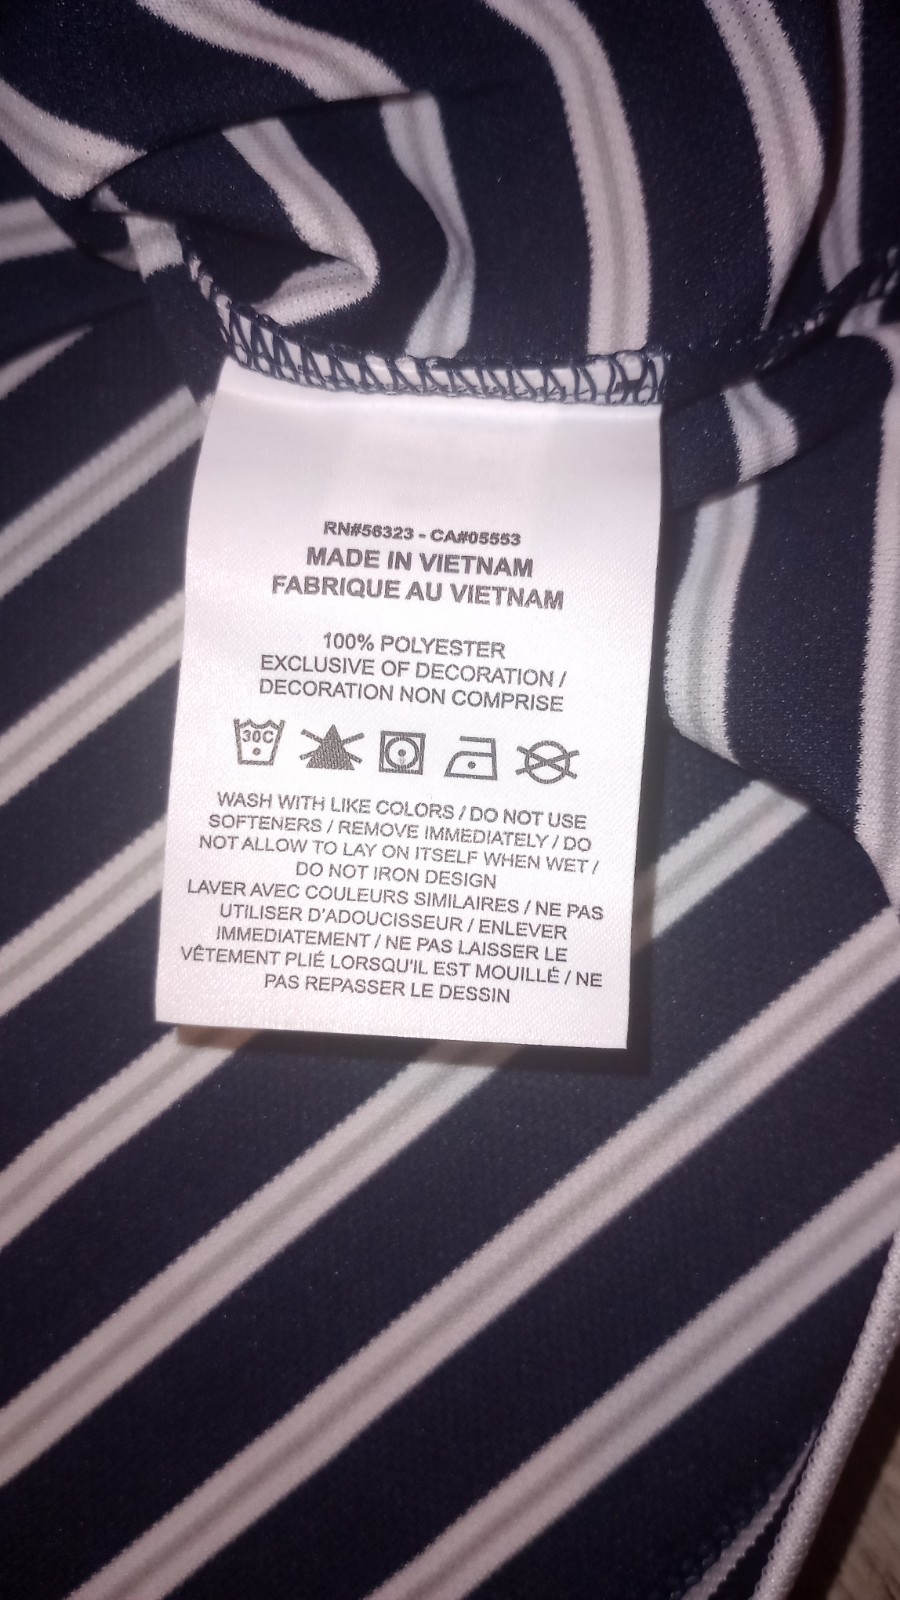 RN#56323 - CA#05553
MADE IN VIETNAM
FABRIQUE AU VIETNAM
100% POLYESTER
EXCLUSIVE OF DECORATION /
DECORATION NON COMPRISE
30C
WASH WITH LIKE COLORS / DO NOT USE
SOFTENERS / REMOVE IMMEDIATELY / DO
NOT ALLOW TO LAY ON ITSELF WHEN WET /
DO NOT IRON DESIGN
LAVER AVEC COULEURS SIMILAIRES / NE PAS
UTILISER D'ADOUCISSEUR / ENLEVER
IMMEDIATEMENT / NE PAS LAISSER LE
VÊTEMENT PLIÉ LORSQU'IL EST MOUILLÉ / NE
PAS REPASSER LE DESSIN